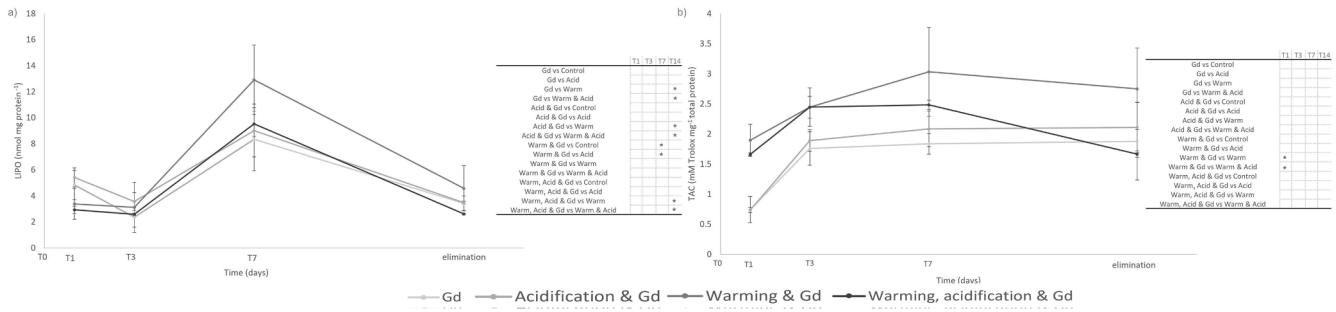 a)
18
16
14
12
10
8
6
4
2
0
LIPO (nmol mg protein⁻¹)
T0 T1 T3 T7 elimination
Time (days)
T1 T3 T7 T14
Gd vs Control
Gd vs Acid
Gd vs Warm *
Gd vs Warm & Acid *
Acid & Gd vs Control
Acid & Gd vs Acid
Acid & Gd vs Warm *
Acid & Gd vs Warm & Acid *
Warm & Gd vs Control *
Warm & Gd vs Acid *
Warm & Gd vs Warm
Warm & Gd vs Warm & Acid
Warm, Acid & Gd vs Control
Warm, Acid & Gd vs Acid
Warm, Acid & Gd vs Warm *
Warm, Acid & Gd vs Warm & Acid *
b)
4
3.5
3
2.5
2
1.5
1
0.5
0
TAC (mM Trolox mg⁻¹ total protein)
T0 T1 T3 T7 elimination
Time (days)
T1 T3 T7 T14
Gd vs Control
Gd vs Acid
Gd vs Warm
Gd vs Warm & Acid
Acid & Gd vs Control
Acid & Gd vs Acid
Acid & Gd vs Warm
Acid & Gd vs Warm & Acid
Warm & Gd vs Control
Warm & Gd vs Acid
Warm & Gd vs Warm *
Warm & Gd vs Warm & Acid *
Warm, Acid & Gd vs Control
Warm, Acid & Gd vs Acid
Warm, Acid & Gd vs Warm
Warm, Acid & Gd vs Warm & Acid
Gd Acidification & Gd Warming & Gd Warming, acidification & Gd